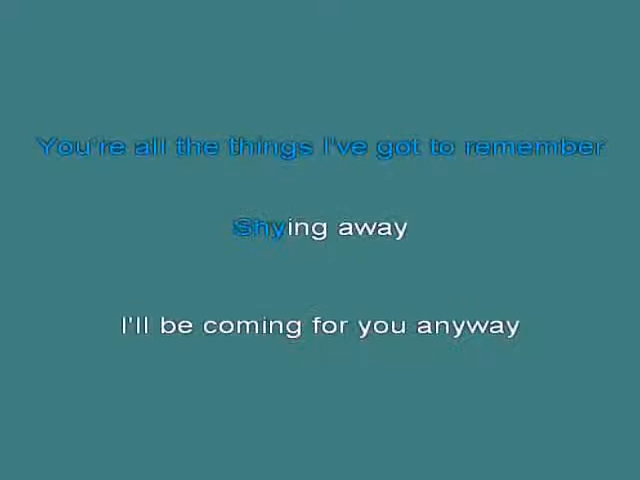 You're all the things I've got to remember
Shying away
I'll be coming for you anyway